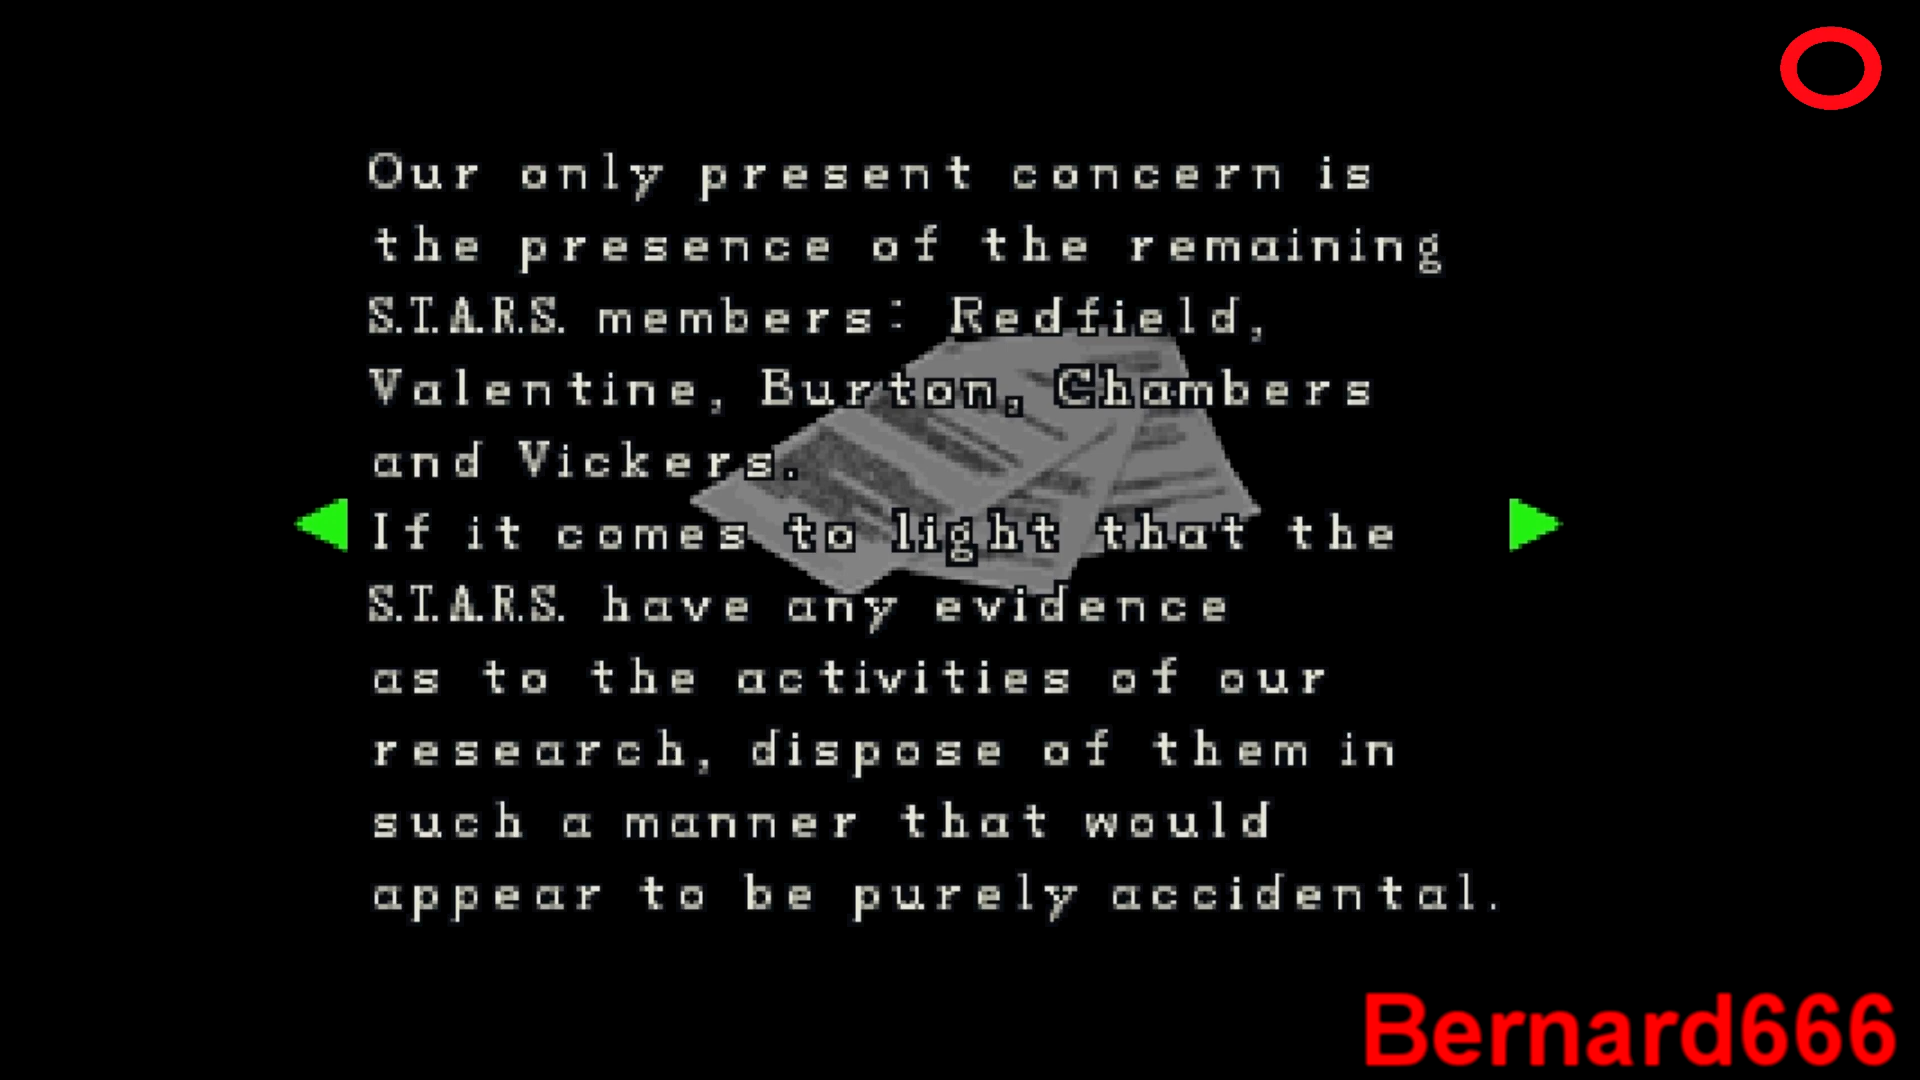 Our only present concern is
the presence of the remaining
S.T.A.R.S. members: Redfield,
Valentine, Burton, Chambers
and Vickers.
If it comes to light that the
S.T.A.R.S. have any evidence
as to the activities of our
research, dispose of them in
such a manner that would
appear to be purely accidental.
Bernard666